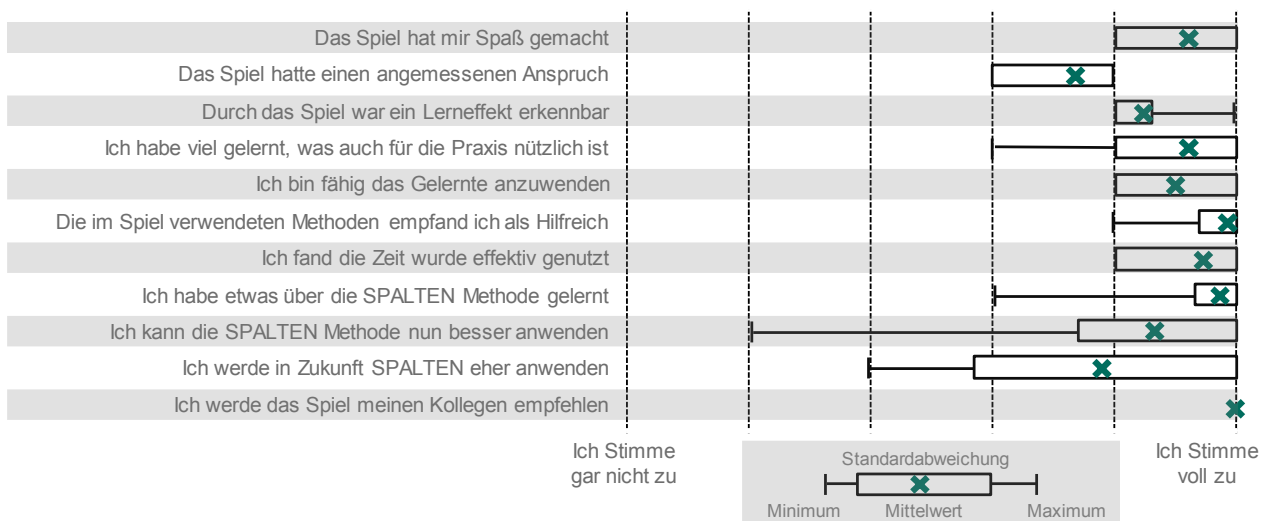 Das Spiel hat mir Spaß gemacht
Das Spiel hatte einen angemessenen Anspruch
Durch das Spiel war ein Lerneffekt erkennbar
Ich habe viel gelernt, was auch für die Praxis nützlich ist
Ich bin fähig das Gelernte anzuwenden
Die im Spiel verwendeten Methoden empfand ich als Hilfreich
Ich fand die Zeit wurde effektiv genutzt
Ich habe etwas über die SPALTEN Methode gelernt
Ich kann die SPALTEN Methode nun besser anwenden
Ich werde in Zukunft SPALTEN eher anwenden
Ich werde das Spiel meinen Kollegen empfehlen
Ich Stimme
gar nicht zu
Standardabweichung
Minimum Mittelwert Maximum
Ich Stimme
voll zu